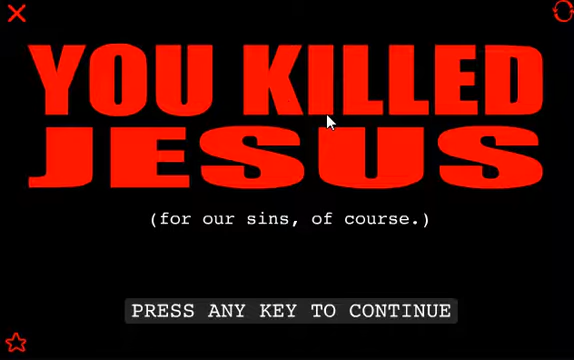 YOU KILLED
JESUS
(for our sins, of course.)
PRESS ANY KEY TO CONTINUE